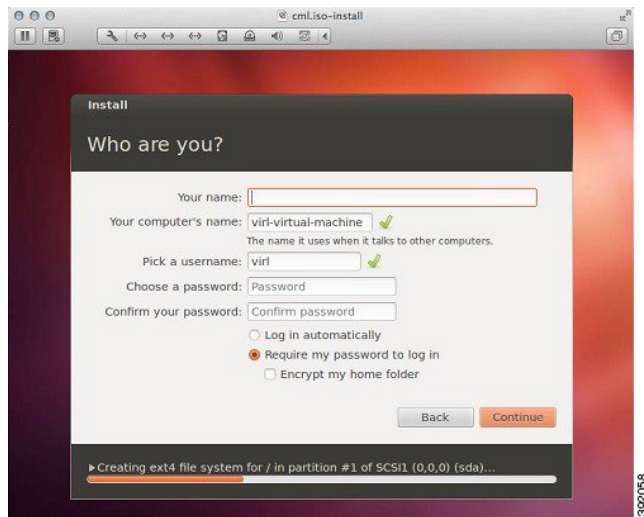 cml.iso-install
Install
Who are you?
Your name:
Your computer's name: virl-virtual-machine
The name it uses when it talks to other computers.
Pick a username: virl
Choose a password: Password
Confirm your password: Confirm password
Log in automatically
Require my password to log in
Encrypt my home folder
Back Continue
Creating ext4 file system for / in partition #1 of SCSI1 (0,0,0) (sda)...
392058